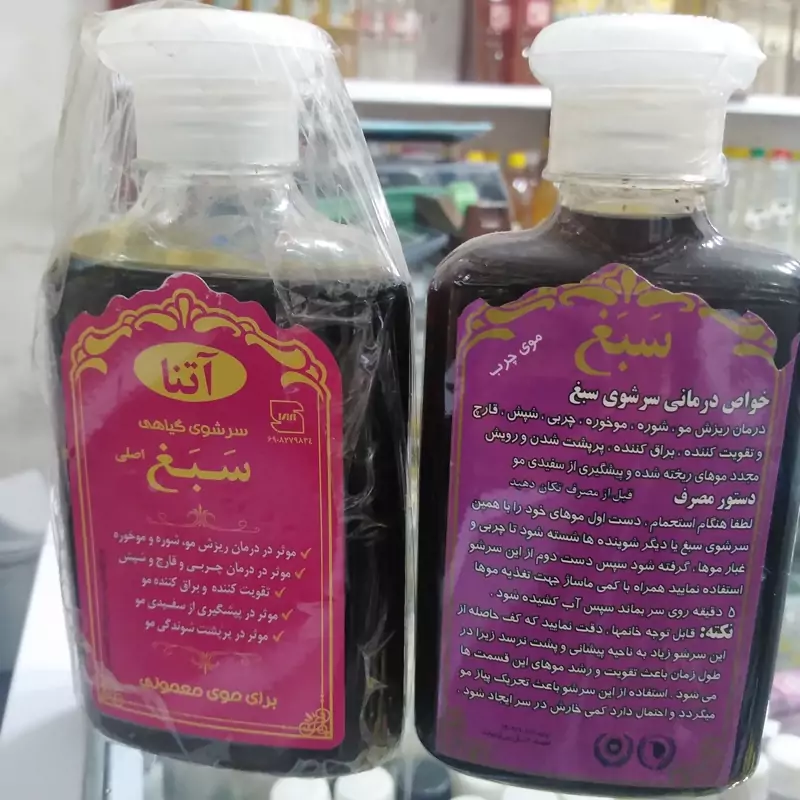 آتنا
سرشوی گیاهی
سَبَغ اصلی
۶۹۰۸۲۷۹۸۳٤
موثر در درمان ریزش مو، شوره و موخوره
موثر در درمان چربی و قارچ و شپش
تقویت کننده و براق کننده مو
موثر در پیشگیری از سفیدی مو
موثر در پرپشت شوندگی مو
برای موی معمولی
سَبَغ
موی چرب
خواص درمانی سرشوی سبغ
درمان ریزش مو، شوره ، موخوره ، چربی ، شپش ، قارچ
و تقویت کننده ، براق کننده ، پرپشت شدن و رویش
مجدد موهای ریخته شده و پیشگیری از سفیدی مو
دستور مصرف قبل از مصرف تکان دهید
لطفا هنگام استحمام ، دست اول موهای خود را با همین
سرشوی سبغ یا دیگر شوینده ها شسته شود تا چربی و
غبار موها ، گرفته شود سپس دست دوم از این سرشو
استفاده نمایید همراه با کمی ماساژ جهت تغذیه موها
۵ دقیقه روی سر بماند سپس آب کشیده شود .
نکته: قابل توجه خانمها ، دقت نمایید که کف حاصله از
این سرشو زیاد به ناحیه پیشانی و پشت نرسد زیرا در
طول زمان باعث تقویت و رشد موهای این قسمت ها
می شود . استفاده از این سرشو باعث تحریک پیاز مو
میگردد و احتمال دارد کمی خارش در سر ایجاد شود .